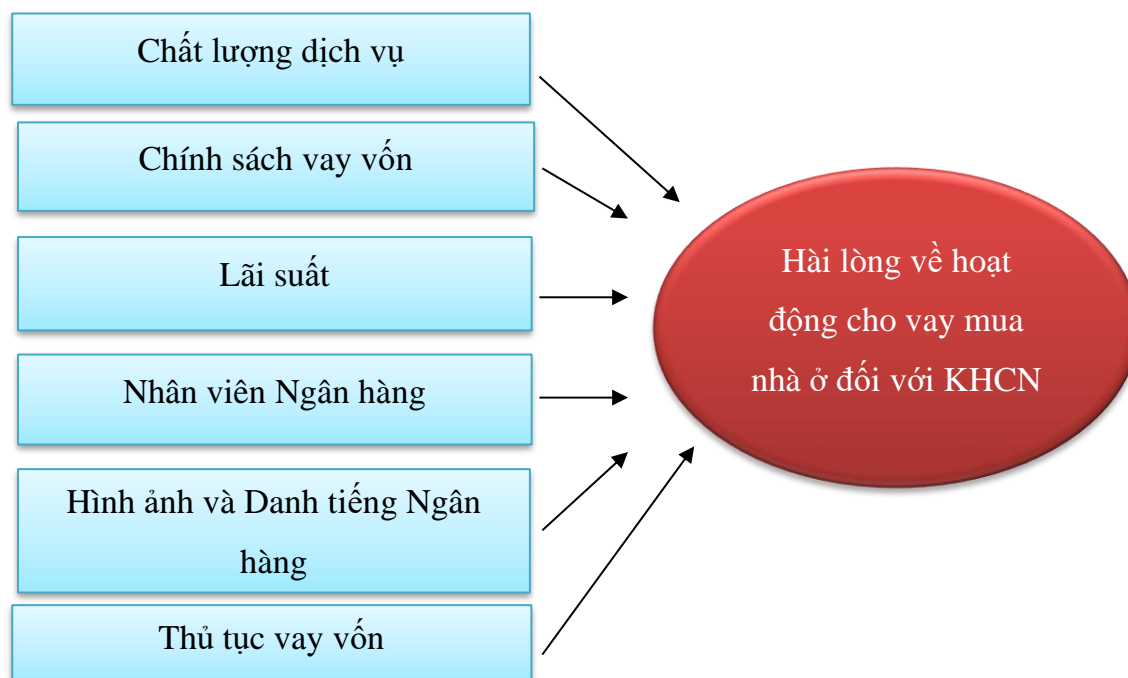 Chất lượng dịch vụ
Chính sách vay vốn
Lãi suất
Nhân viên Ngân hàng
Hình ảnh và Danh tiếng Ngân
hàng
Thủ tục vay vốn
Hài lòng về hoạt
động cho vay mua
nhà ở đối với KHCN